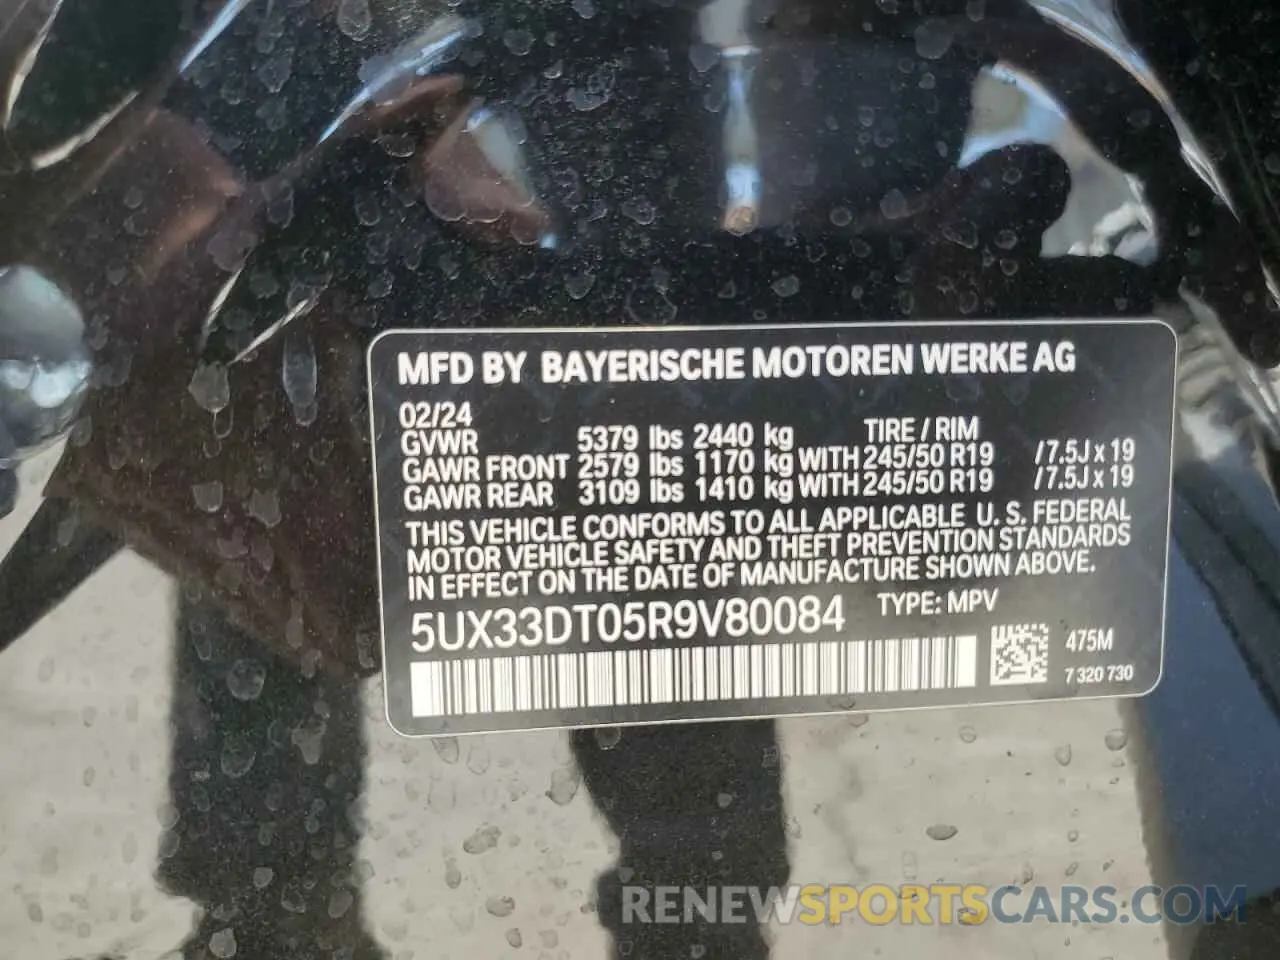 MFD BY BAYERISCHE MOTOREN WERKE AG
02/24
GVWR 5379 lbs 2440 kg TIRE / RIM
GAWR FRONT 2579 lbs 1170 kg WITH 245/50 R19 / 7.5J x 19
GAWR REAR 3109 lbs 1410 kg WITH 245/50 R19 / 7.5J x 19
THIS VEHICLE CONFORMS TO ALL APPLICABLE U. S. FEDERAL
MOTOR VEHICLE SAFETY AND THEFT PREVENTION STANDARDS
IN EFFECT ON THE DATE OF MANUFACTURE SHOWN ABOVE.
5UX33DT05R9V80084 TYPE: MPV
475M
7 320 730
RENEWSPORTSCARS.COM